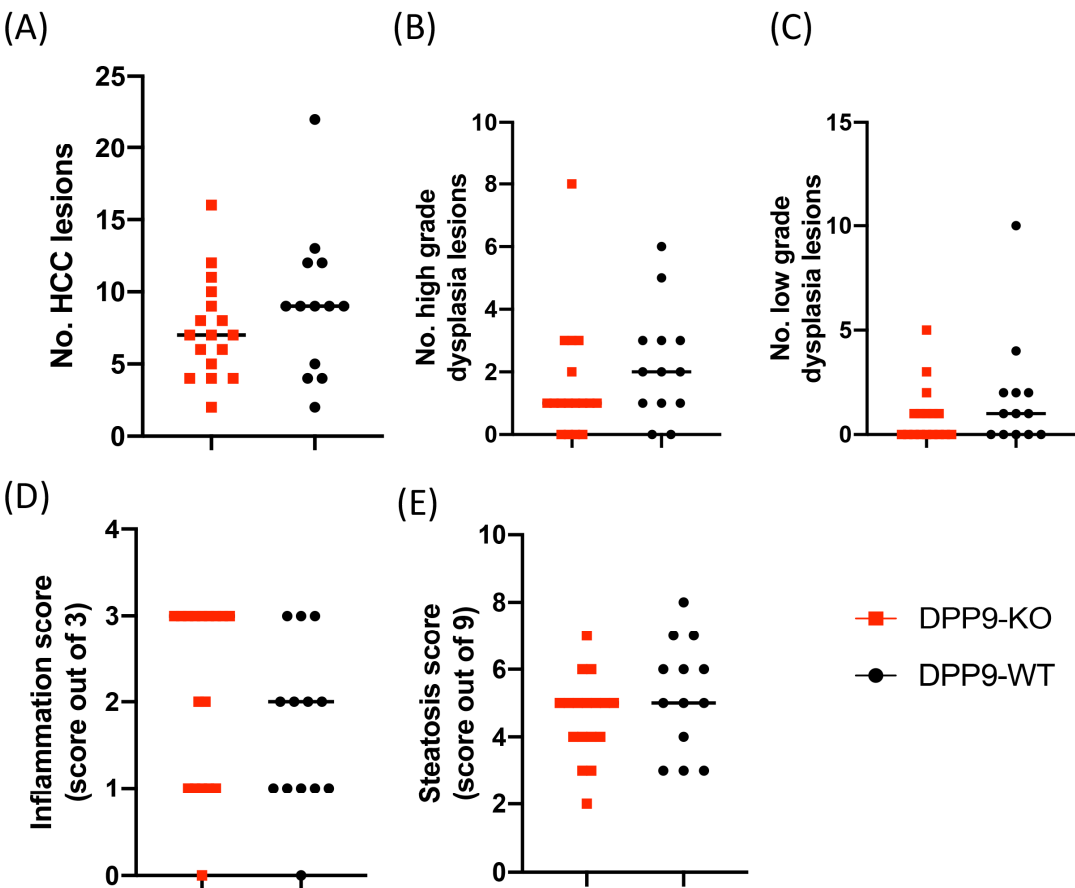 (A)
25
20
15
10
5
0
No. HCC lesions
(B)
10
8
6
4
2
0
No. high grade
dysplasia lesions
(C)
15
10
5
0
No. low grade
dysplasia lesions
(D)
4
3
2
1
0
Inflammation score
(score out of 3)
(E)
10
8
6
4
2
0
Steatosis score
(score out of 9)
DPP9-KO
DPP9-WT